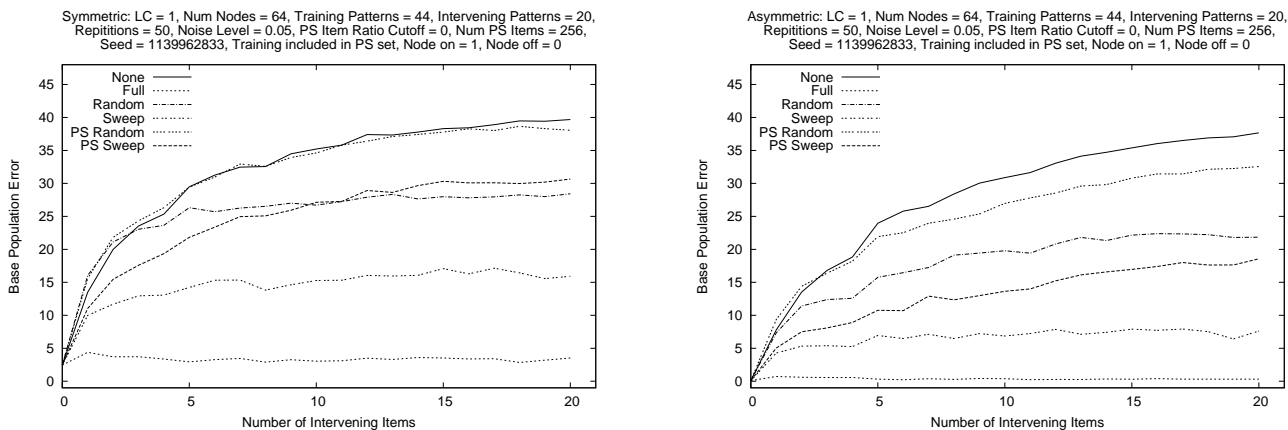 Symmetric: LC = 1, Num Nodes = 64, Training Patterns = 44, Intervening Patterns = 20,
Repititions = 50, Noise Level = 0.05, PS Item Ratio Cutoff = 0, Num PS Items = 256,
Seed = 1139962833, Training included in PS set, Node on = 1, Node off = 0
None
Full
Random
Sweep
PS Random
PS Sweep
45
40
35
30
25
20
15
10
5
0
Base Population Error
0 5 10 15 20
Number of Intervening Items
Asymmetric: LC = 1, Num Nodes = 64, Training Patterns = 44, Intervening Patterns = 20,
Repititions = 50, Noise Level = 0.05, PS Item Ratio Cutoff = 0, Num PS Items = 256,
Seed = 1139962833, Training included in PS set, Node on = 1, Node off = 0
None
Full
Random
Sweep
PS Random
PS Sweep
45
40
35
30
25
20
15
10
5
0
Base Population Error
0 5 10 15 20
Number of Intervening Items